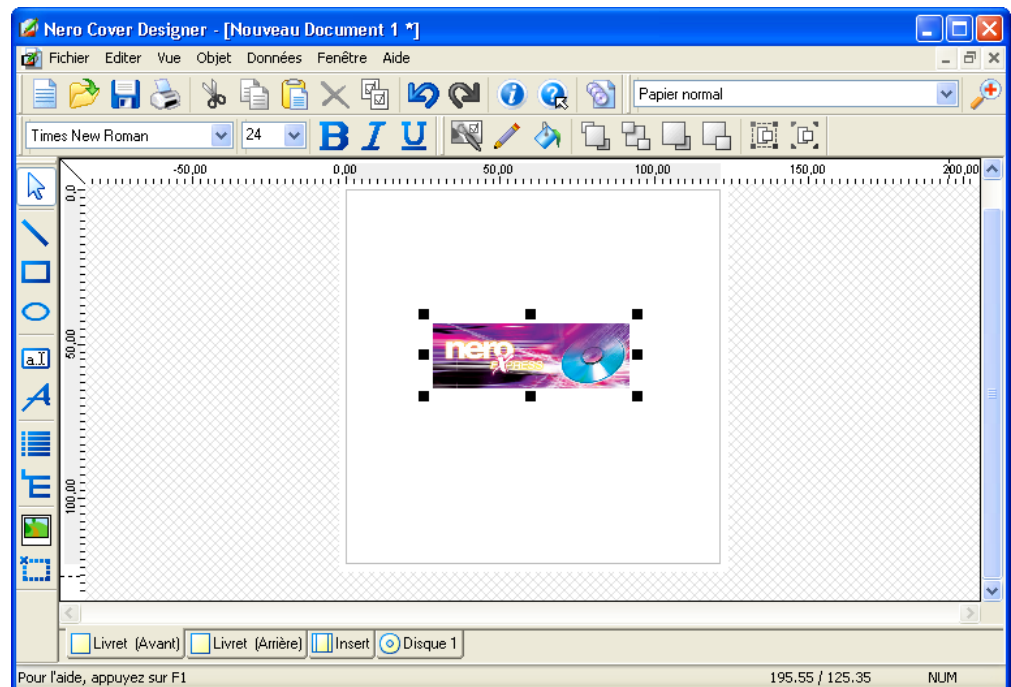 Nero Cover Designer - [Nouveau Document 1 *]
Fichier Editer Vue Objet Données Fenêtre Aide
Papier normal
Times New Roman 24 B I U
-50,00 0,00 50,00 100,00 150,00 200,00
0,0
50,00
100,00
a.I
A
nero
EXPRESS
Livret (Avant) Livret (Arrière) Insert Disque 1
Pour l'aide, appuyez sur F1 195.55 / 125.35 NUM